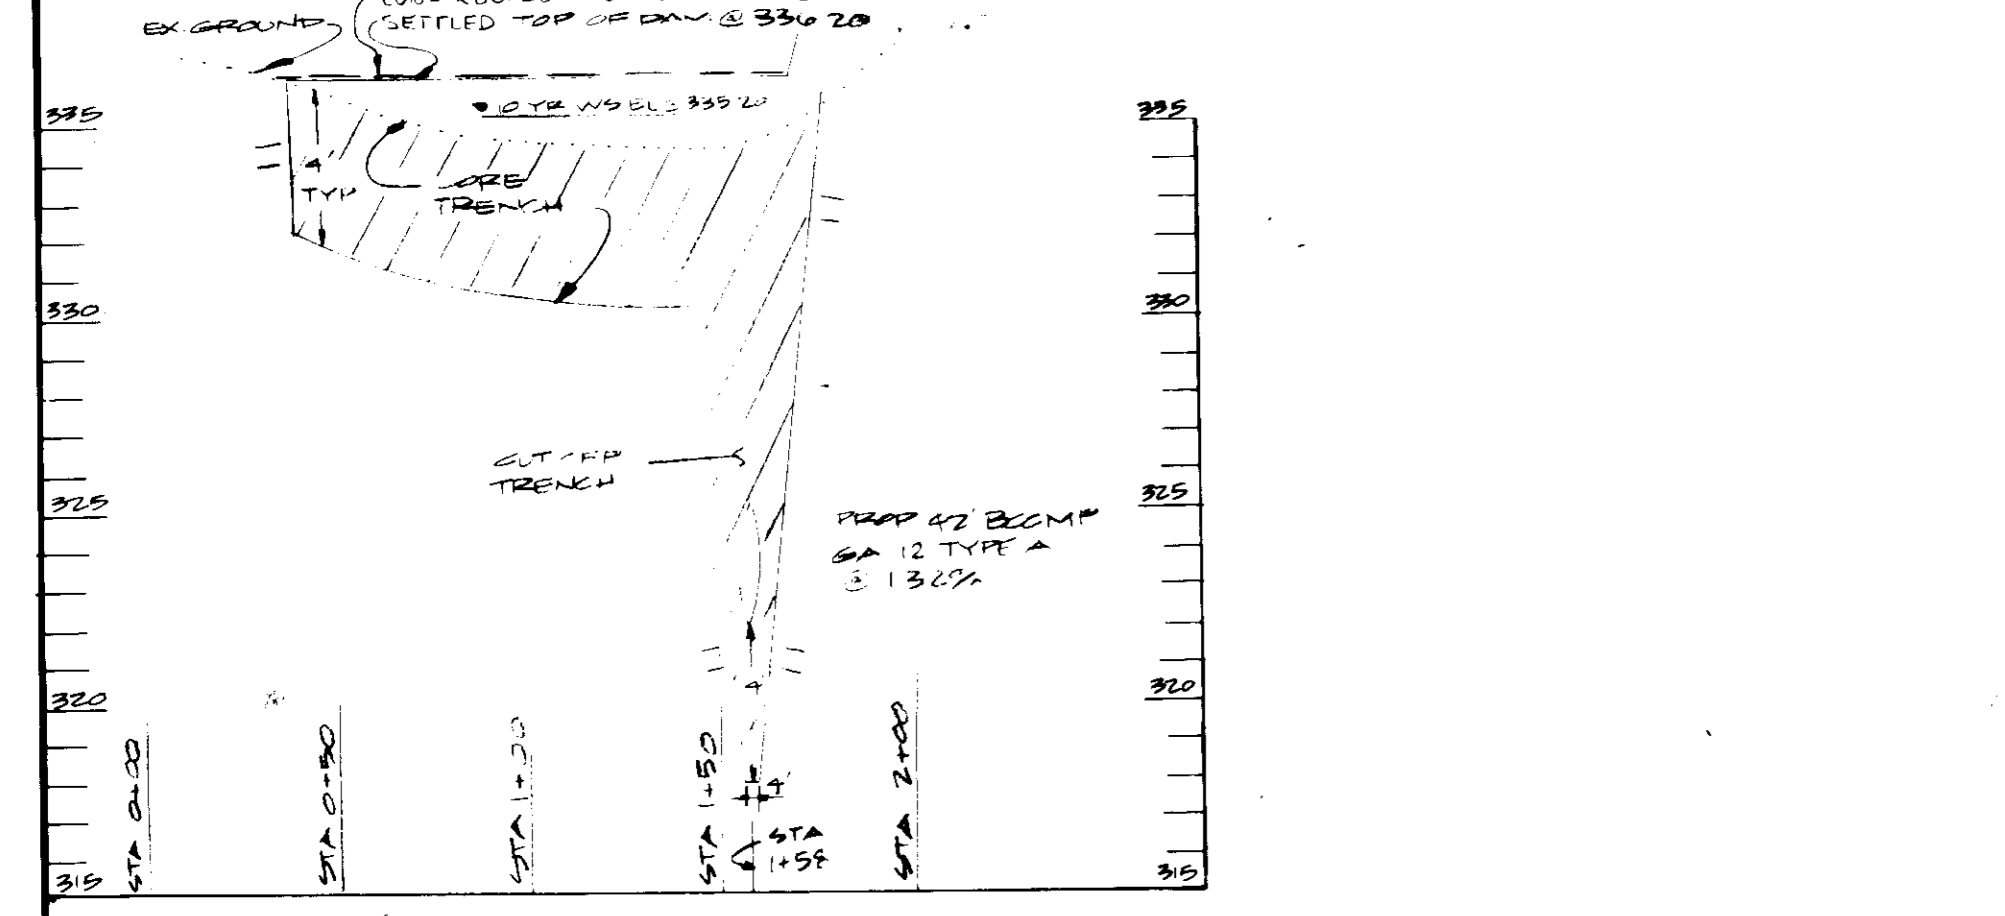 SETTLED TOP OF DAM @ 336 20
EX. GROUND
10 YR WS EL = 335 20
335
335
4'
TYP
CORE
TRENCH
330
330
CUT OFF
TRENCH
325
325
PROP 42" BCCMP
GA 12 TYPE A
@ 1 32%
4'
320
320
STA 0+00
STA 0+50
STA 1+00
STA 1+50
STA 2+00
4'
STA
1+58
315
315